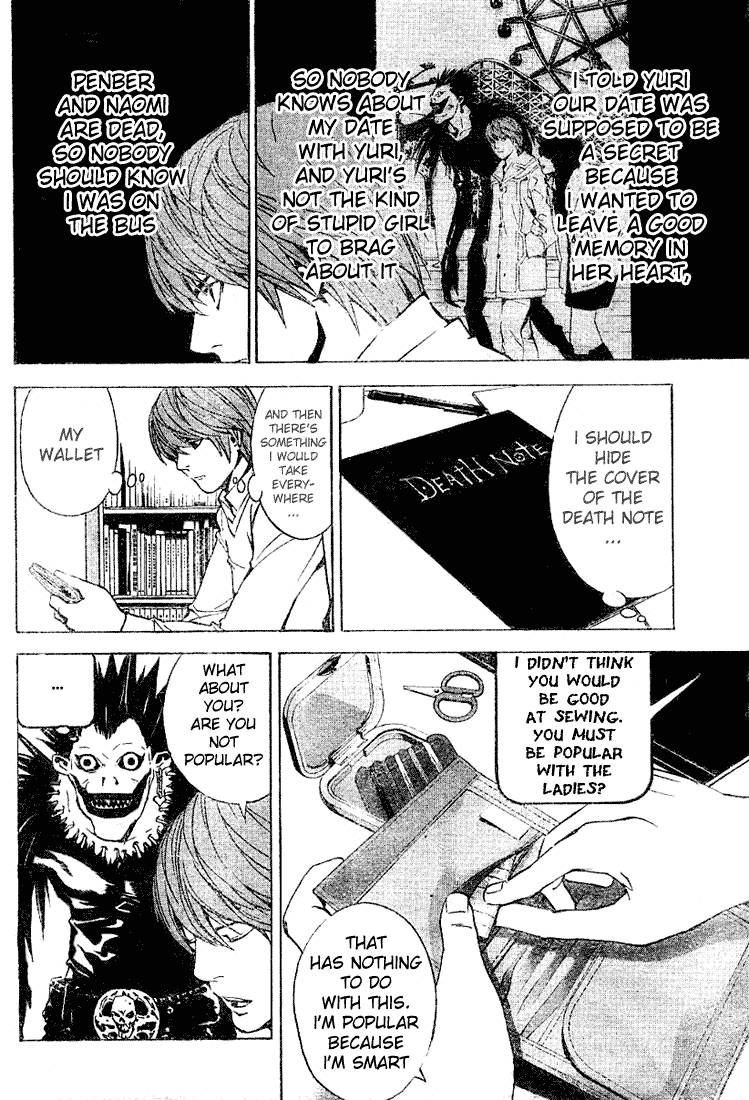 I TOLD YURI
OUR DATE WAS
SUPPOSED TO BE
A SECRET
BECAUSE
I WANTED TO
LEAVE A GOOD
MEMORY IN
HER HEART,
SO NOBODY
KNOWS ABOUT
MY DATE
WITH YURI,
AND YURI'S
NOT THE KIND
OF STUPID GIRL
TO BRAG
ABOUT IT
PENBER
AND NAOMI
ARE DEAD,
SO NOBODY
SHOULD KNOW
I WAS ON
THE BUS
I SHOULD
HIDE
THE COVER
OF THE
DEATH NOTE
...
DEATH NOTE
AND THEN
THERE'S
SOMETHING
I WOULD
TAKE
EVERY-
WHERE
...
MY
WALLET
I DIDN'T THINK
YOU WOULD
BE GOOD
AT SEWING.
YOU MUST
BE POPULAR
WITH THE
LADIES?
THAT
HAS NOTHING
TO DO
WITH THIS.
I'M POPULAR
BECAUSE
I'M SMART
WHAT
ABOUT
YOU?
ARE YOU
NOT
POPULAR?
...